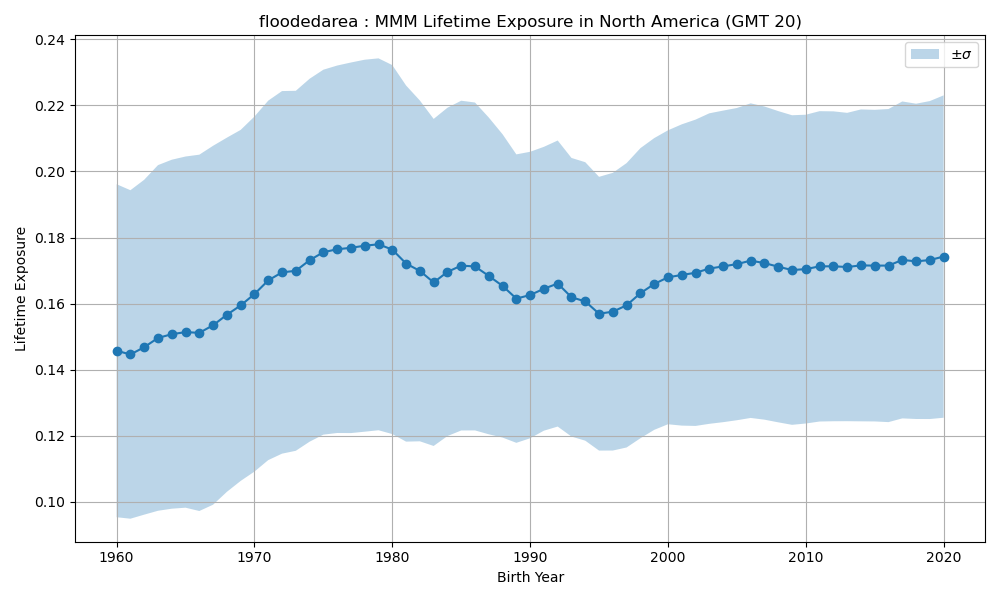 floodedarea : MMM Lifetime Exposure in North America (GMT 20)
±σ
Lifetime Exposure
0.24
0.22
0.20
0.18
0.16
0.14
0.12
0.10
1960 1970 1980 1990 2000 2010 2020
Birth Year